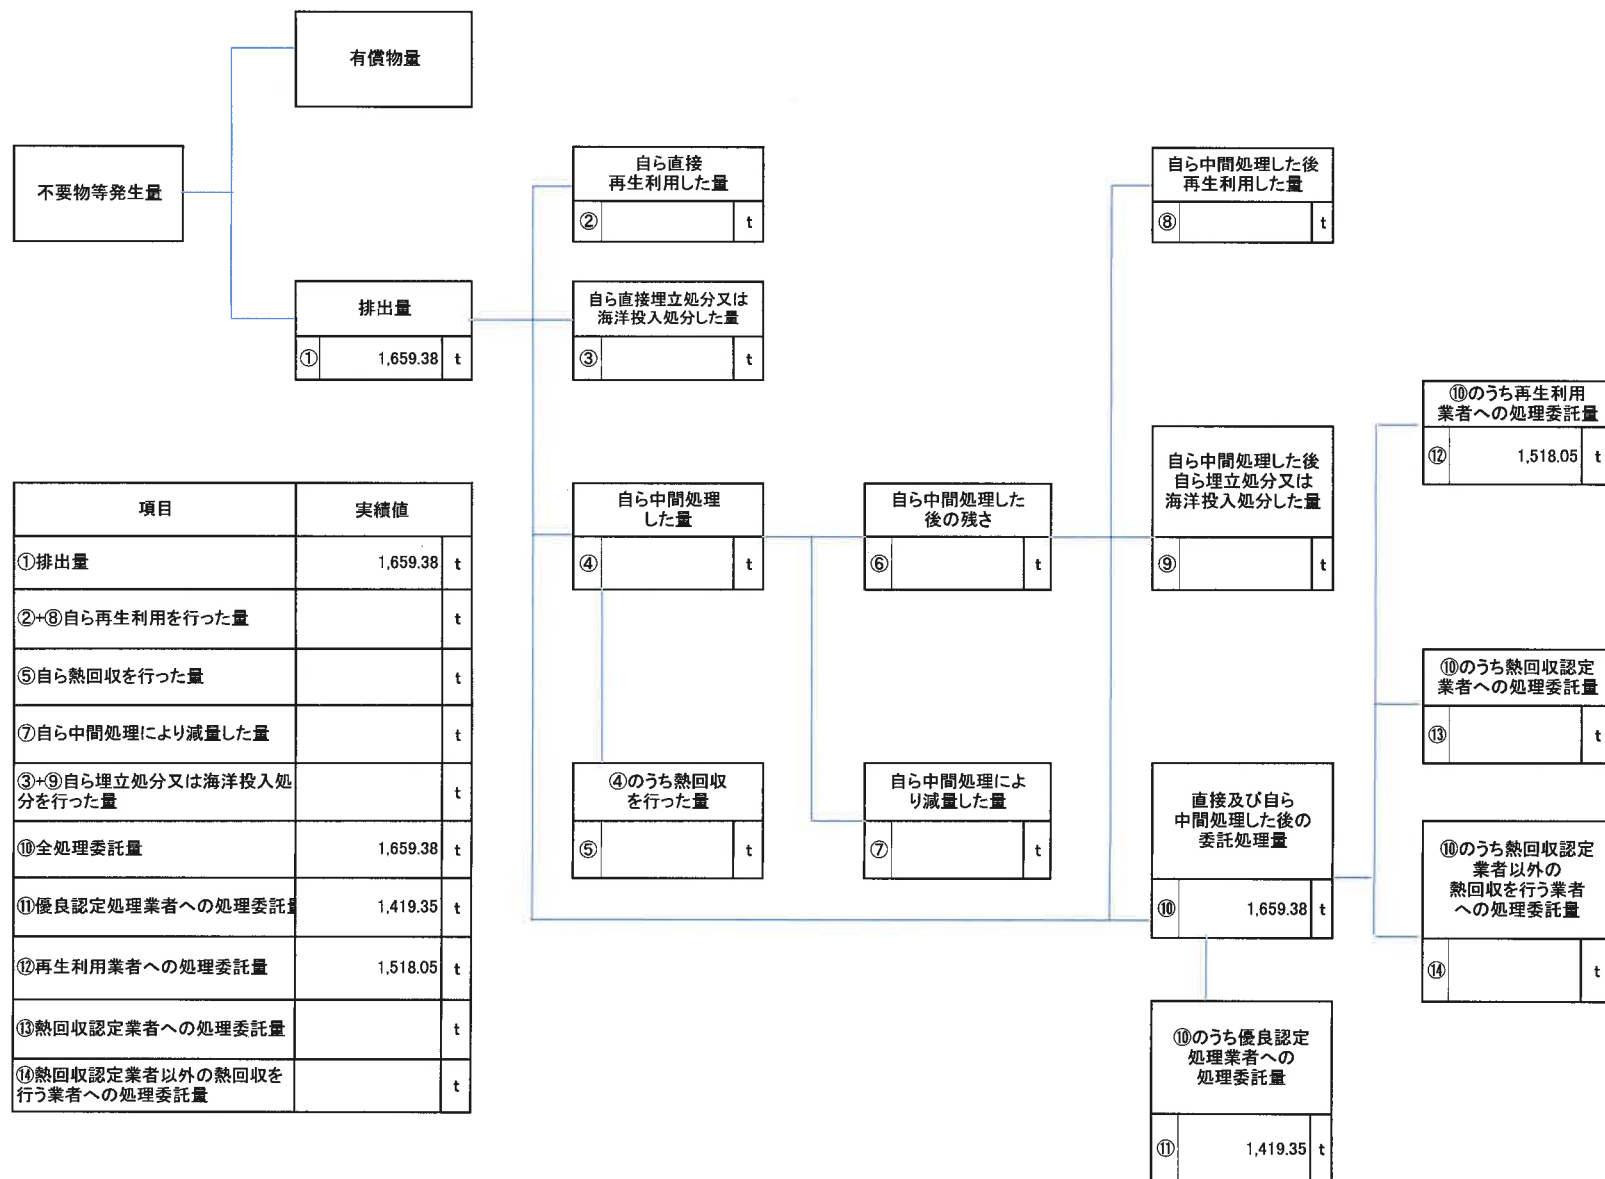 有償物量
不要物等発生量
排出量
① 1,659.38 t
自ら直接
再生利用した量
② t
自ら直接埋立処分又は
海洋投入処分した量
③ t
自ら中間処理
した量
④ t
④のうち熱回収
を行った量
⑤ t
自ら中間処理した
後の残さ
⑥ t
自ら中間処理によ
り減量した量
⑦ t
自ら中間処理した後
再生利用した量
⑧ t
自ら中間処理した後
自ら埋立処分又は
海洋投入処分した量
⑨ t
直接及び自ら
中間処理した後の
委託処理量
⑩ 1,659.38 t
⑩のうち優良認定
処理業者への
処理委託量
⑪ 1,419.35 t
⑩のうち再生利用
業者への処理委託量
⑫ 1,518.05 t
⑩のうち熱回収認定
業者への処理委託量
⑬ t
⑩のうち熱回収認定
業者以外の
熱回収を行う業者
への処理委託量
⑭ t
項目 実績値
①排出量 1,659.38 t
②+⑧自ら再生利用を行った量 t
⑤自ら熱回収を行った量 t
⑦自ら中間処理により減量した量 t
③+⑨自ら埋立処分又は海洋投入処
分を行った量 t
⑩全処理委託量 1,659.38 t
⑪優良認定処理業者への処理委託量 1,419.35 t
⑫再生利用業者への処理委託量 1,518.05 t
⑬熱回収認定業者への処理委託量 t
⑭熱回収認定業者以外の熱回収を
行う業者への処理委託量 t